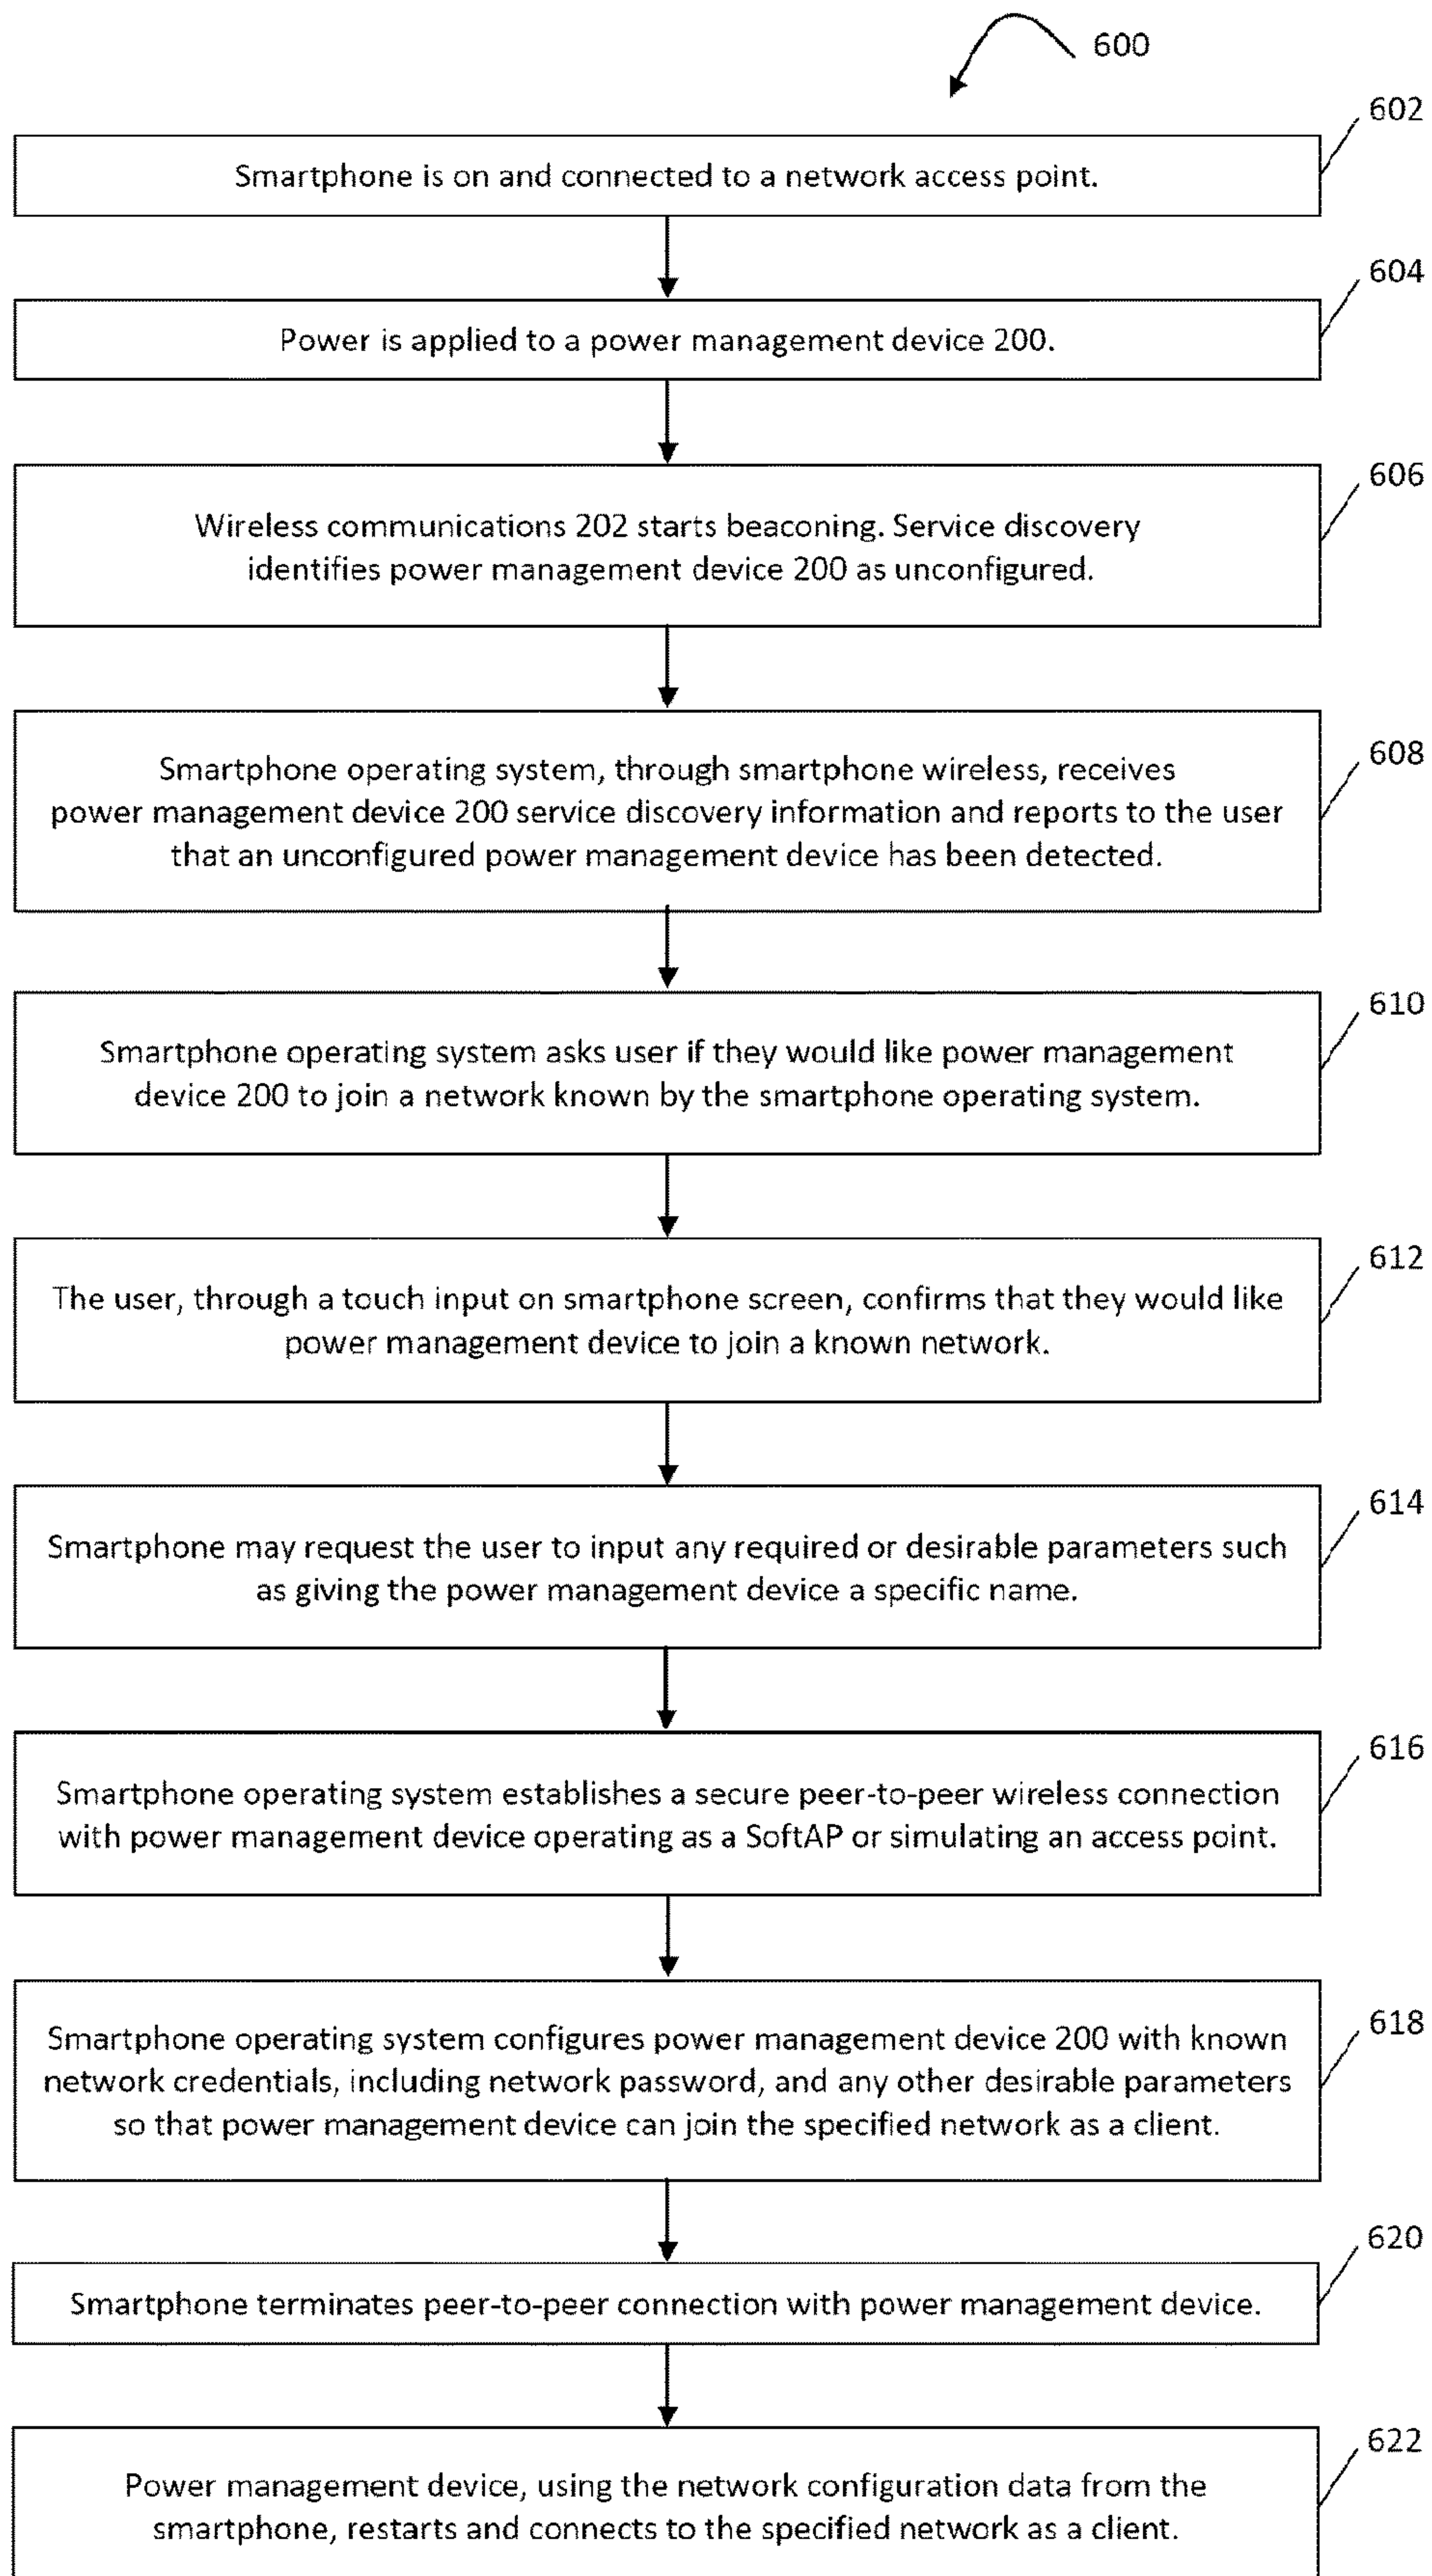 600
602
Smartphone is on and connected to a network access point.
604
Power is applied to a power management device 200.
606
Wireless communications 202 starts beaconing. Service discovery
identifies power management device 200 as unconfigured.
608
Smartphone operating system, through smartphone wireless, receives
power management device 200 service discovery information and reports to the user
that an unconfigured power management device has been detected.
610
Smartphone operating system asks user if they would like power management
device 200 to join a network known by the smartphone operating system.
612
The user, through a touch input on smartphone screen, confirms that they would like
power management device to join a known network.
614
Smartphone may request the user to input any required or desirable parameters such
as giving the power management device a specific name.
616
Smartphone operating system establishes a secure peer-to-peer wireless connection
with power management device operating as a SoftAP or simulating an access point.
618
Smartphone operating system configures power management device 200 with known
network credentials, including network password, and any other desirable parameters
so that power management device can join the specified network as a client.
620
Smartphone terminates peer-to-peer connection with power management device.
622
Power management device, using the network configuration data from the
smartphone, restarts and connects to the specified network as a client.